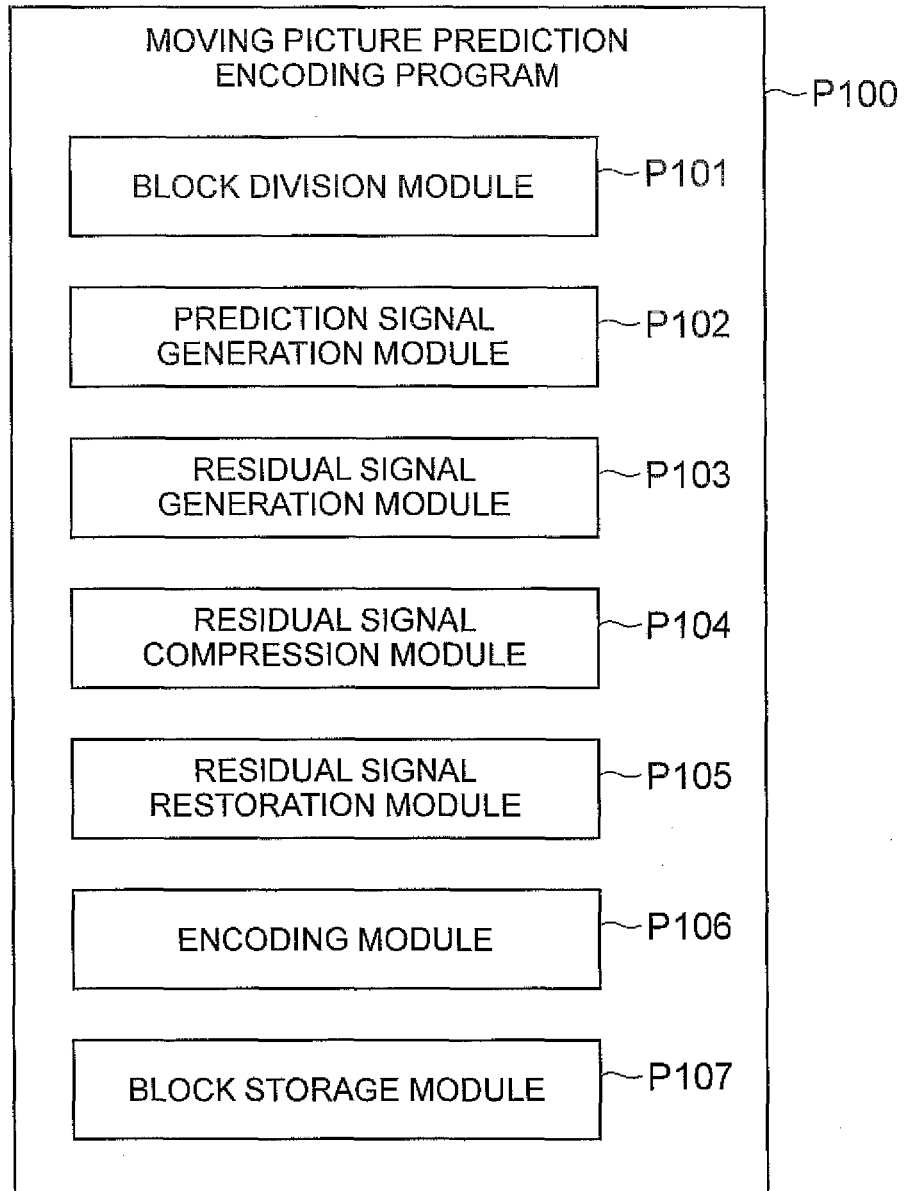 MOVING PICTURE PREDICTION
ENCODING PROGRAM
P100
BLOCK DIVISION MODULE
P101
PREDICTION SIGNAL
GENERATION MODULE
P102
RESIDUAL SIGNAL
GENERATION MODULE
P103
RESIDUAL SIGNAL
COMPRESSION MODULE
P104
RESIDUAL SIGNAL
RESTORATION MODULE
P105
ENCODING MODULE
P106
BLOCK STORAGE MODULE
P107